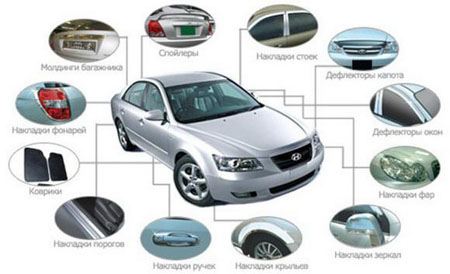 Молдинги багажника
Спойлеры
Накладки стоек
Дефлекторы капота
Накладки фонарей
Дефлекторы окон
Коврики
Накладки фар
Накладки порогов
Накладки ручек
Накладки крыльев
Накладки зеркал